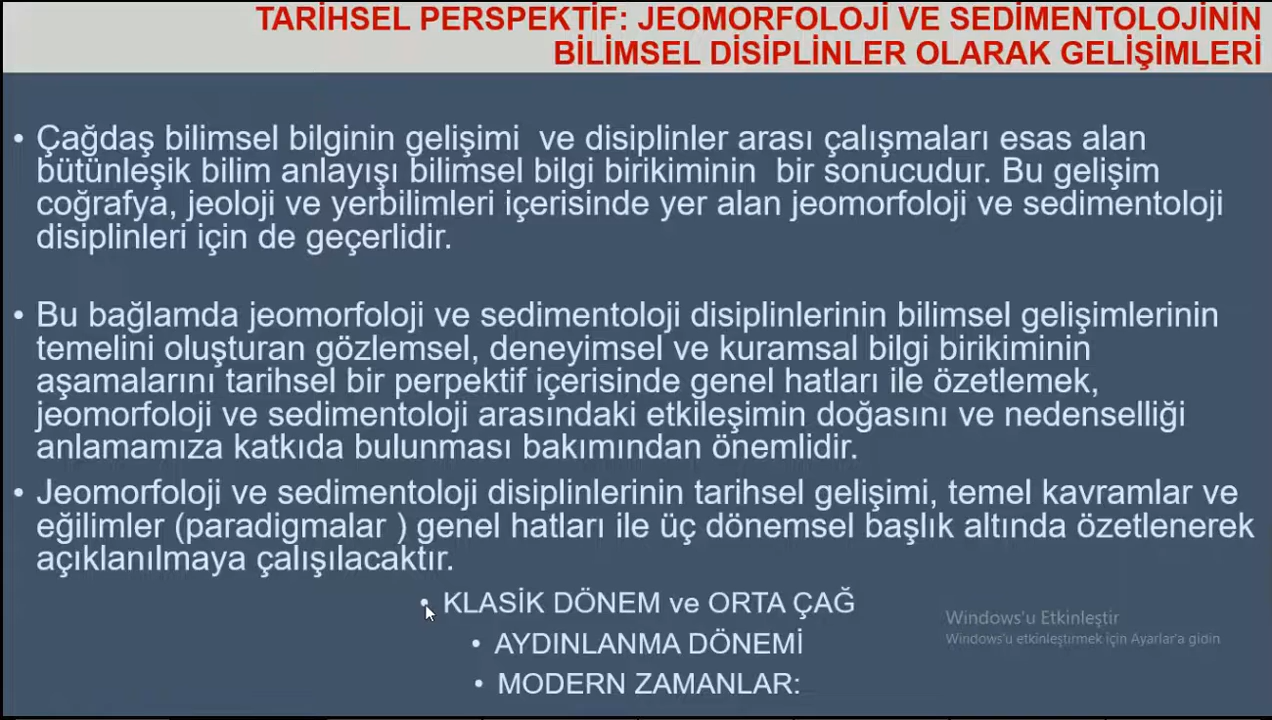 TARİHSEL PERSPEKTİF: JEOMORFOLOJİ VE SEDİMENTOLOJİNİN
BİLİMSEL DİSİPLİNLER OLARAK GELİŞİMLERİ
• Çağdaş bilimsel bilginin gelişimi ve disiplinler arası çalışmaları esas alan
bütünleşik bilim anlayışı bilimsel bilgi birikiminin bir sonucudur. Bu gelişim
coğrafya, jeoloji ve yerbilimleri içerisinde yer alan jeomorfoloji ve sedimentoloji
disiplinleri için de geçerlidir.
• Bu bağlamda jeomorfoloji ve sedimentoloji disiplinlerinin bilimsel gelişimlerinin
temelini oluşturan gözlemsel, deneyimsel ve kuramsal bilgi birikiminin
aşamalarını tarihsel bir perpektif içerisinde genel hatları ile özetlemek,
jeomorfoloji ve sedimentoloji arasındaki etkileşimin doğasını ve nedenselliği
anlamamıza katkıda bulunması bakımından önemlidir.
• Jeomorfoloji ve sedimentoloji disiplinlerinin tarihsel gelişimi, temel kavramlar ve
eğilimler (paradigmalar ) genel hatları ile üç dönemsel başlık altında özetlenerek
açıklanılmaya çalışılacaktır.
• KLASİK DÖNEM ve ORTA ÇAĞ
• AYDINLANMA DÖNEMİ
• MODERN ZAMANLAR:
Windows'u Etkinleştir
Windows'u etkinleştirmek için Ayarlar'a gidin